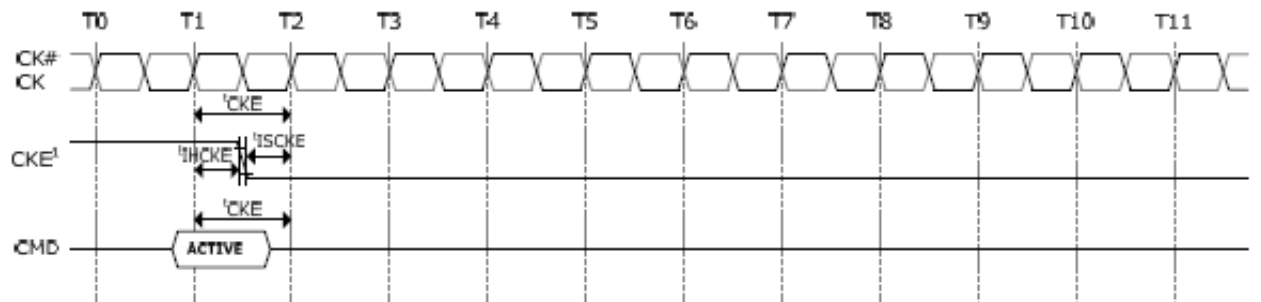 T0 T1 T2 T3 T4 T5 T6 T7 T8 T9 T10 T11
CK#
CK
tCKE
tISCKE
CKE1
tIHCKE
tCKE
CMD
ACTIVE